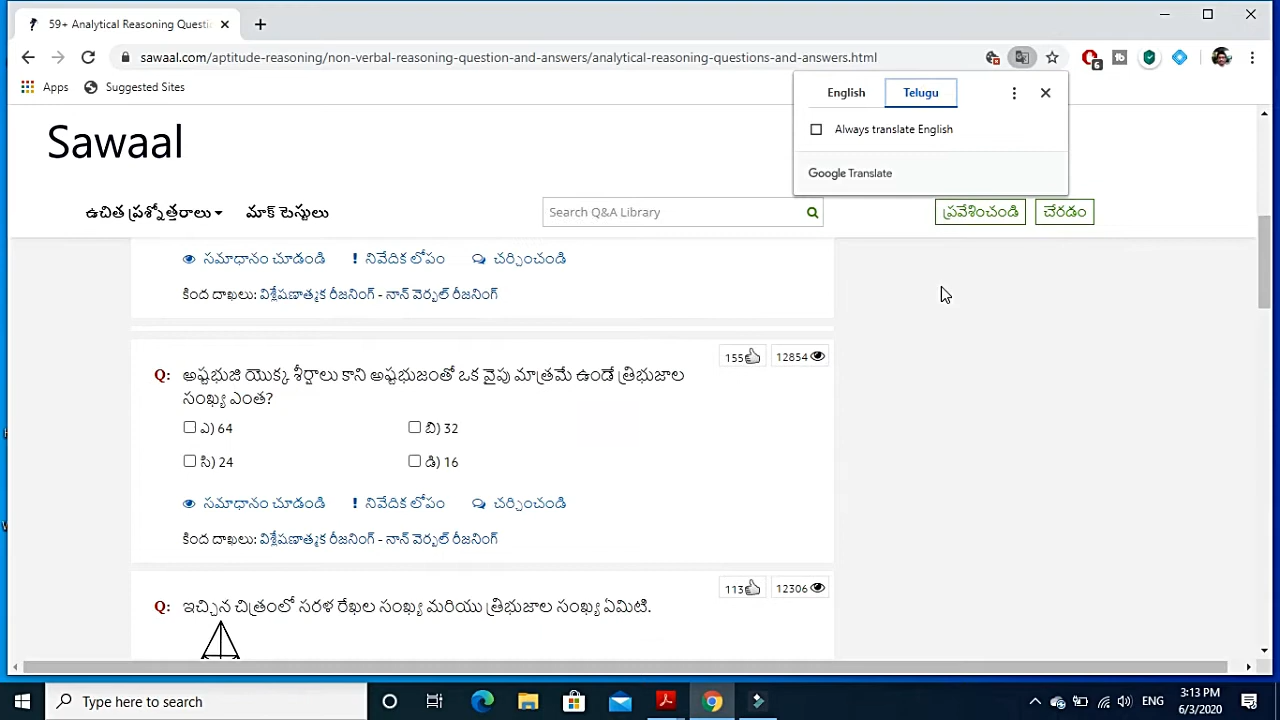 59+ Analytical Reasoning Questi
sawaal.com/aptitude-reasoning/non-verbal-reasoning-question-and-answers/analytical-reasoning-questions-and-answers.html
6
Apps
Suggested Sites
English
Telugu
Always translate English
Google Translate
Sawaal
ఉచిత ప్రశ్నోత్తరాలు
మాక్ టెస్టులు
Search Q&A Library
ప్రవేశించండి
చేరడం
సమాధానం చూడండి
! నివేదిక లోపం
చర్చించండి
కింద దాఖలు: విశ్లేషణాత్మక రీజనింగ్ - నాన్ వెర్బల్ రీజనింగ్
155
12854
Q: అష్టభుజి యొక్క శీర్షాలు కాని అష్టభుజంతో ఒక వైపు మాత్రమే ఉండే త్రిభుజాల
సంఖ్య ఎంత?
ఎ) 64
బి) 32
సి) 24
డి) 16
సమాధానం చూడండి
! నివేదిక లోపం
చర్చించండి
కింద దాఖలు: విశ్లేషణాత్మక రీజనింగ్ - నాన్ వెర్బల్ రీజనింగ్
113
12306
Q: ఇచ్చిన చిత్రంలో సరళ రేఖల సంఖ్య మరియు త్రిభుజాల సంఖ్య ఏమిటి.
Type here to search
ENG
3:13 PM
6/3/2020